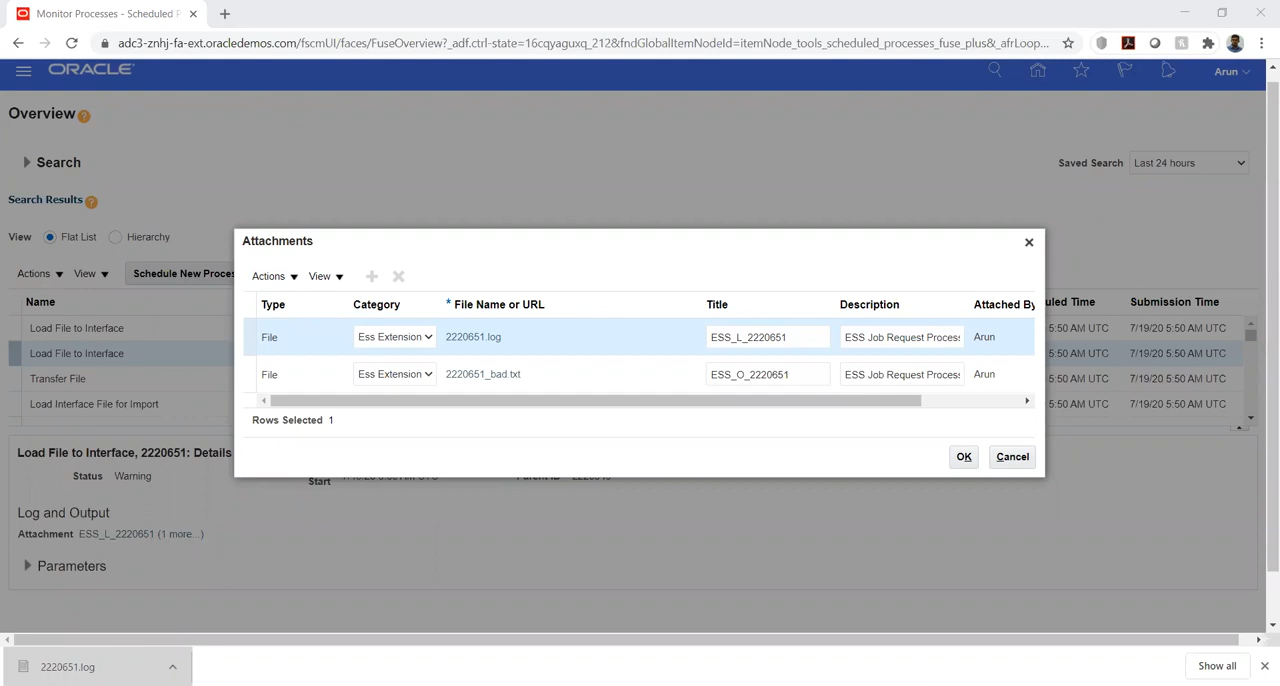 Monitor Processes - Scheduled P
adc3-znhj-fa-ext.oracledemos.com/fscmUI/faces/FuseOverview?_adf.ctrl-state=16cqyaguxq_212&fndGlobalItemNodeId=itemNode_tools_scheduled_processes_fuse_plus&_afrLoop...
ORACLE
Arun
Overview
Search
Saved Search Last 24 hours
Search Results
View Flat List Hierarchy
Actions View Schedule New Proces
Name
uled Time Submission Time
Load File to Interface
5:50 AM UTC 7/19/20 5:50 AM UTC
Load File to Interface
5:50 AM UTC 7/19/20 5:50 AM UTC
Transfer File
5:50 AM UTC 7/19/20 5:50 AM UTC
Load Interface File for Import
5:50 AM UTC 7/19/20 5:50 AM UTC
Attachments
Actions View
Type Category * File Name or URL Title Description Attached By
File Ess Extension 2220651.log ESS_L_2220651 ESS Job Request Process Arun
File Ess Extension 2220651_bad.txt ESS_O_2220651 ESS Job Request Process Arun
Rows Selected 1
OK Cancel
Load File to Interface, 2220651: Details
Status Warning
Start
Log and Output
Attachment ESS_L_2220651 (1 more...)
Parameters
2220651.log
Show all